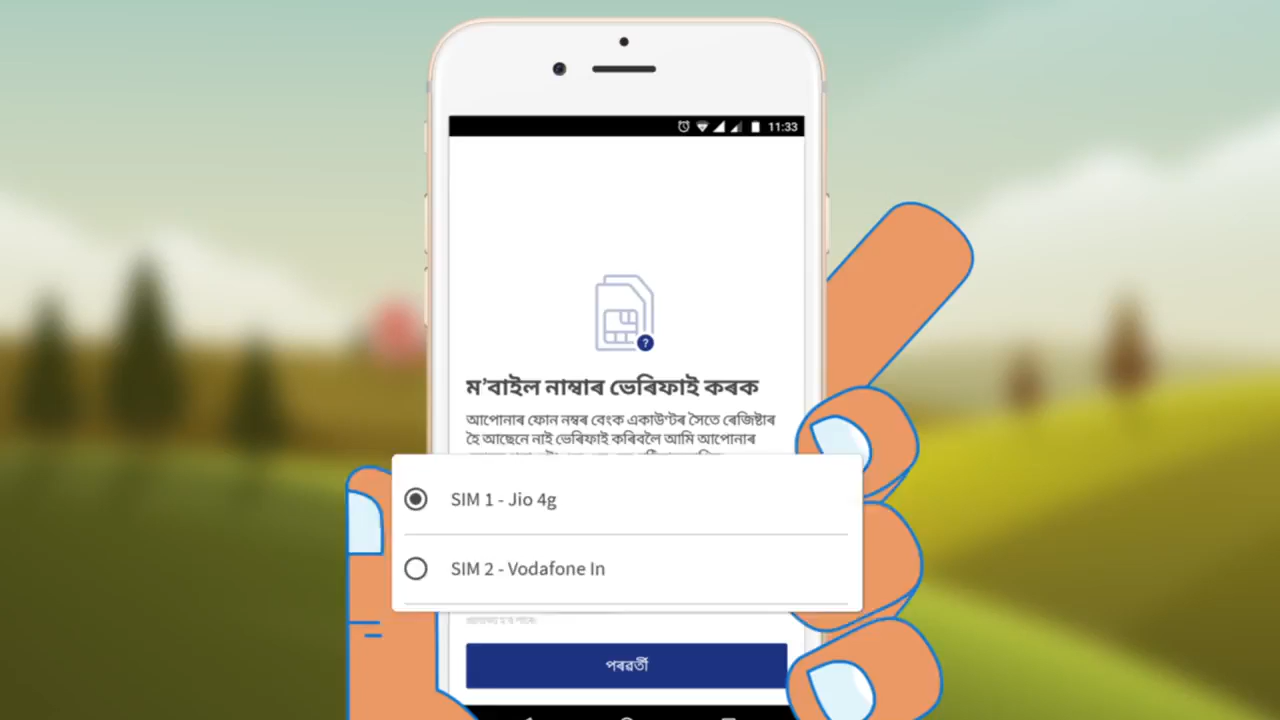 11:33
?
ম'বাইল নাম্বাৰ ভেৰিফাই কৰক
আপোনাৰ ফোন নম্বৰ বেংক একাউণ্টৰ সৈতে ৰেজিষ্টাৰ
হৈ আছেনে নাই ভেৰিফাই কৰিবলৈ আমি আপোনাৰ
SIM 1 - Jio 4g
SIM 2 - Vodafone In
পৰৱৰ্তী